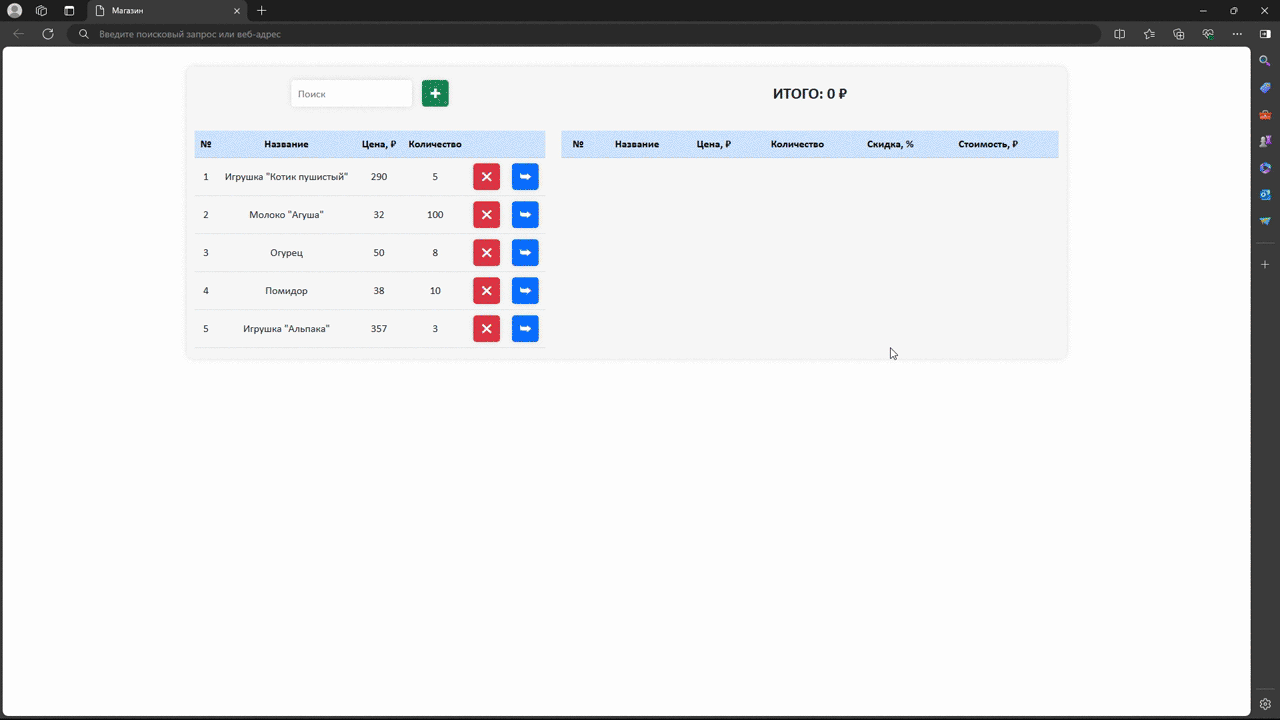 Магазин
Введите поисковый запрос или веб-адрес
Поиск
ИТОГО: 0 ₽
№ Название Цена, ₽ Количество
1 Игрушка "Котик пушистый" 290 5
2 Молоко "Агуша" 32 100
3 Огурец 50 8
4 Помидор 38 10
5 Игрушка "Альпака" 357 3
№ Название Цена, ₽ Количество Скидка, % Стоимость, ₽